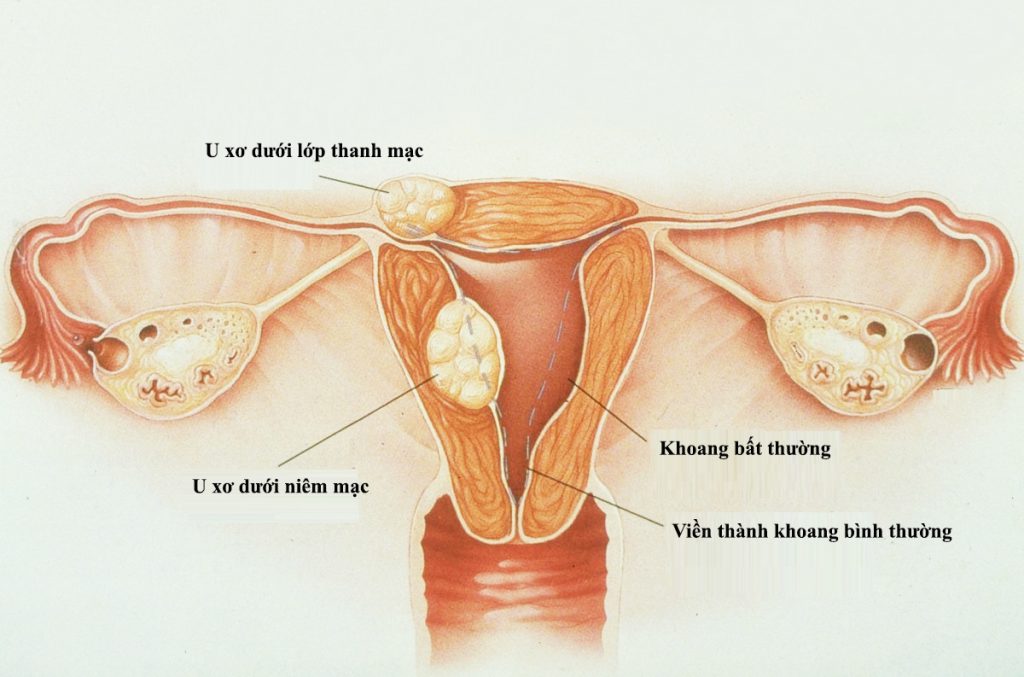 U xơ dưới lớp thanh mạc
U xơ dưới niêm mạc
Khoang bất thường
Viền thành khoang bình thường